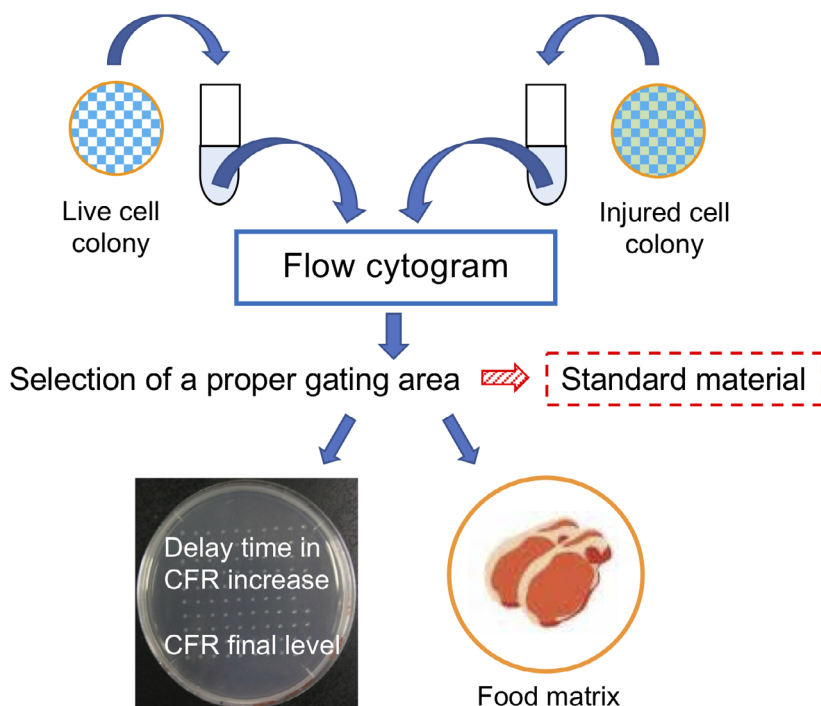 Live cell
colony
Injured cell
colony
Flow cytogram
Selection of a proper gating area
Standard material
Delay time in
CFR increase
CFR final level
Food matrix